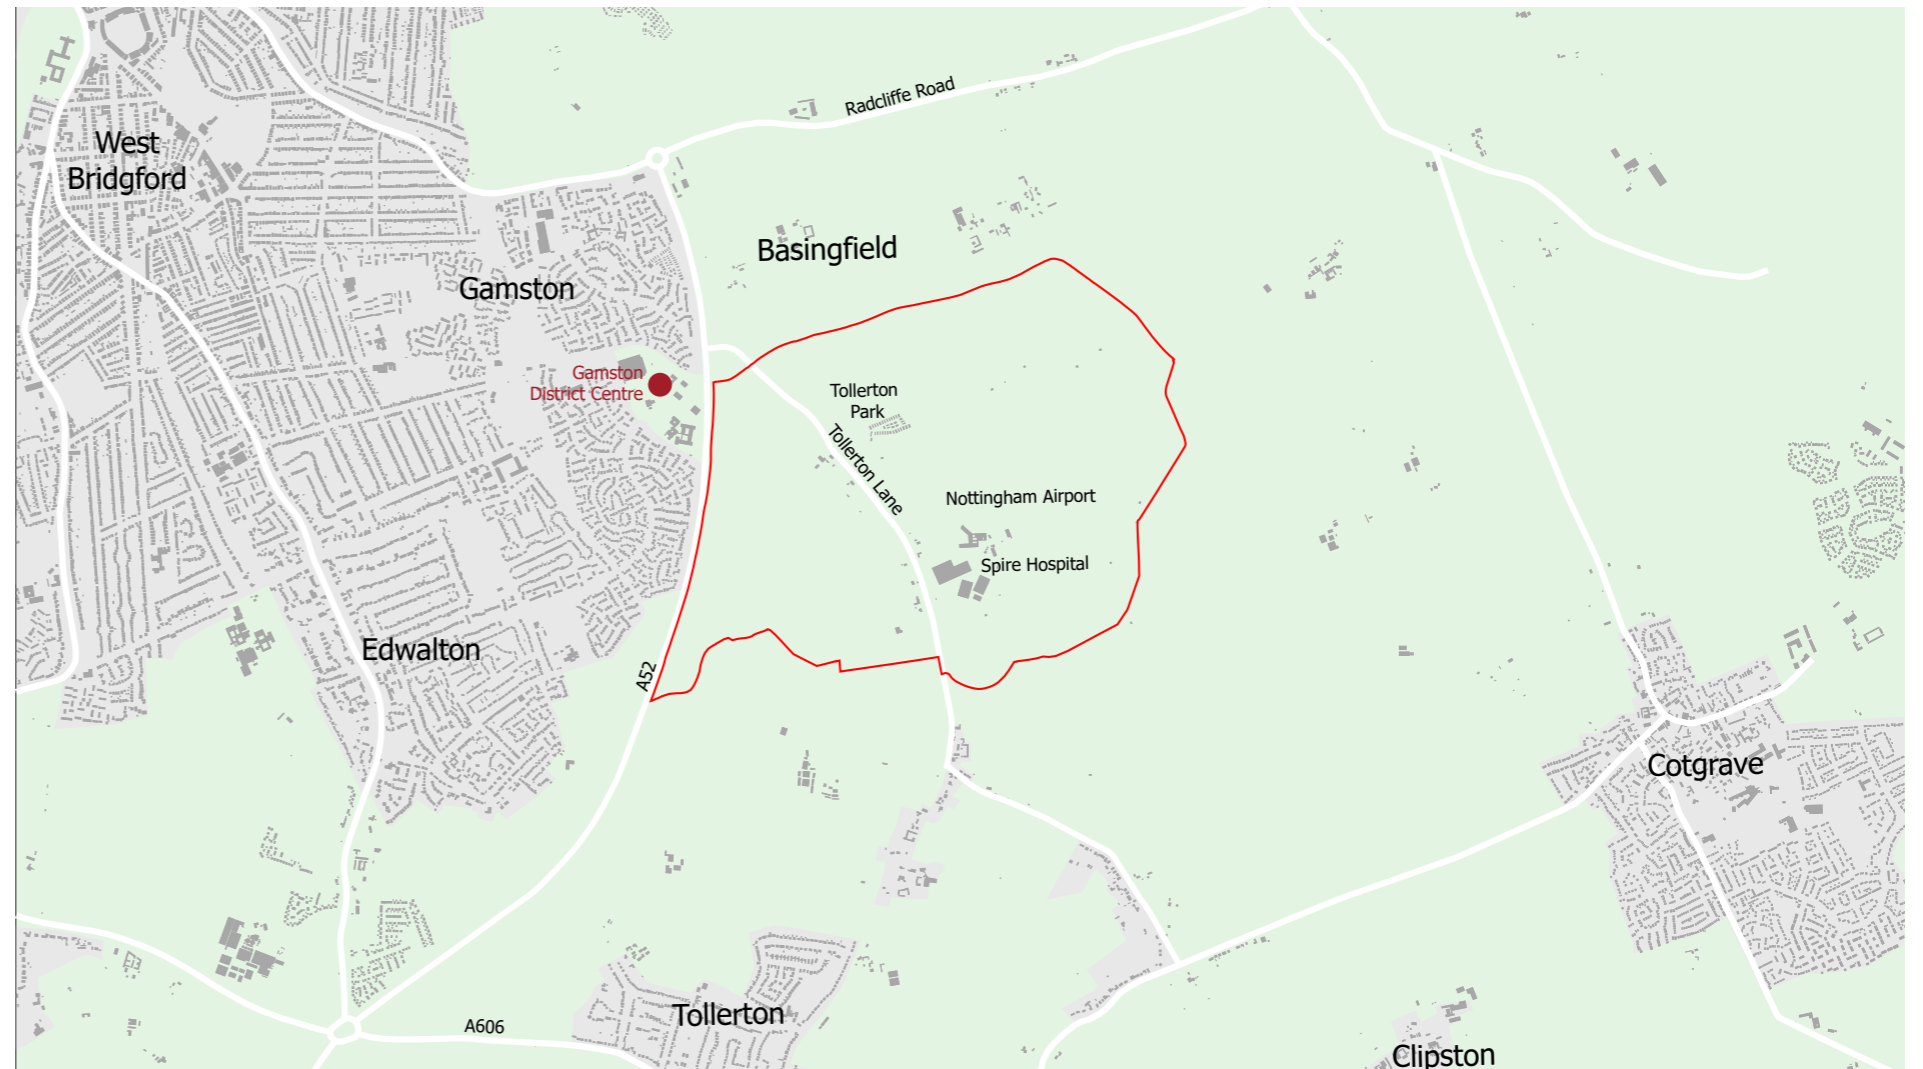 Radcliffe Road
West
Bridgford
Basingfield
Gamston
Gamston
District Centre
Tollerton
Park
Tollerton Lane
Nottingham Airport
Spire Hospital
Edwalton
A52
Cotgrave
Tollerton
A606
Clipston